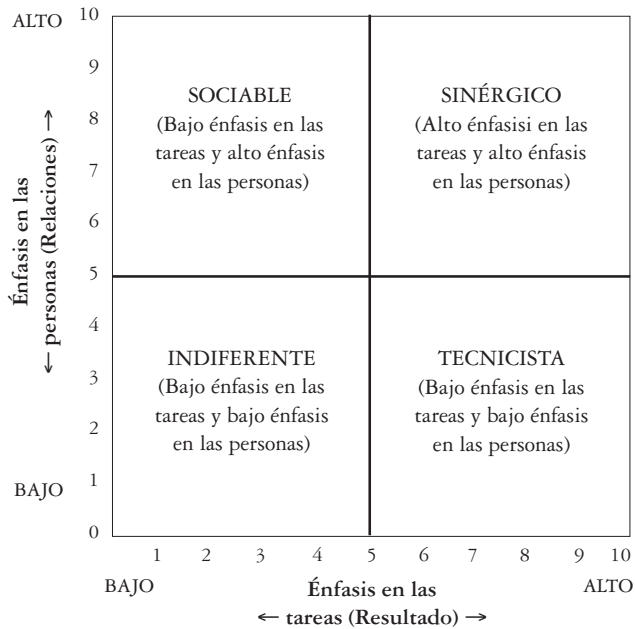 ALTO
10
9
8
7
6
5
4
3
2
1
0
BAJO
Énfasis en las
← personas (Relaciones) →
SOCIABLE
(Bajo énfasis en las
tareas y alto énfasis
en las personas)
SINÉRGICO
(Alto énfasisi en las
tareas y alto énfasis
en las personas)
INDIFERENTE
(Bajo énfasis en las
tareas y bajo énfasis
en las personas)
TECNICISTA
(Bajo énfasis en las
tareas y bajo énfasis
en las personas)
1 2 3 4 5 6 7 8 9 10
BAJO
Énfasis en las
← tareas (Resultado) →
ALTO